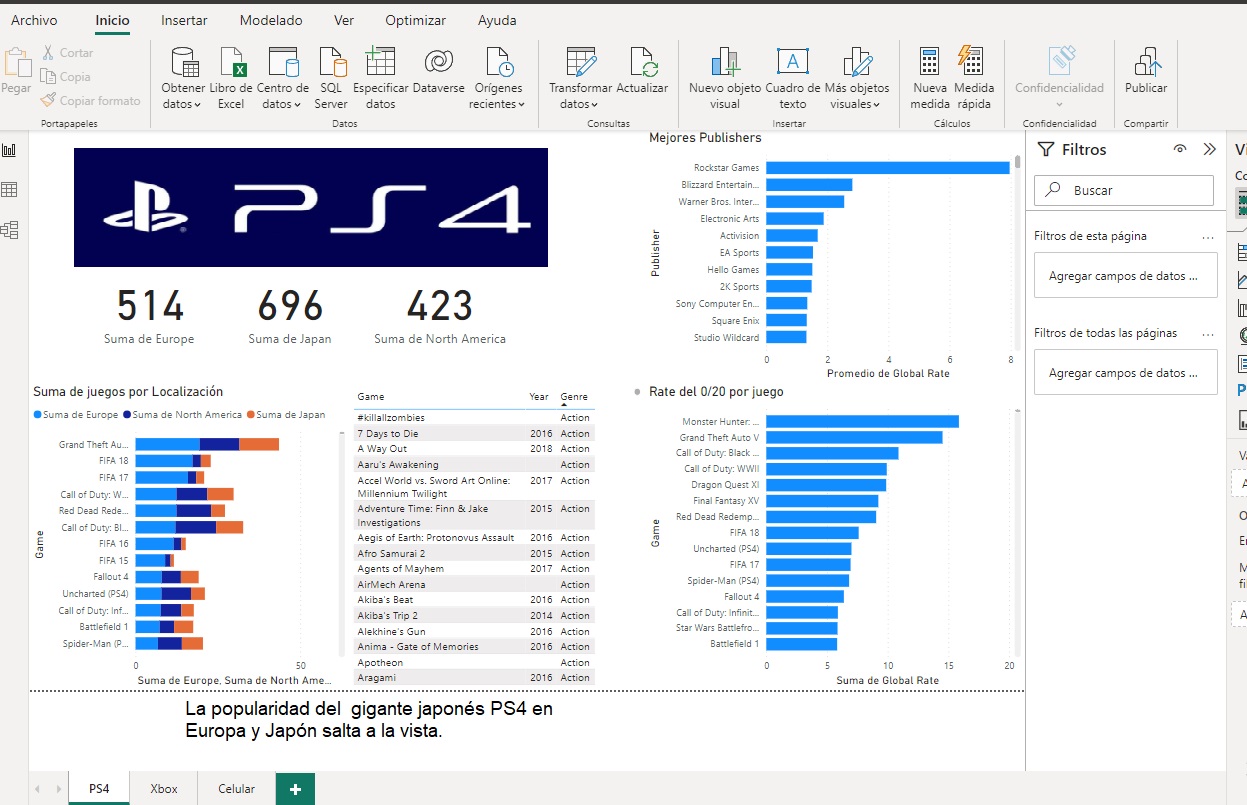 Archivo Inicio Insertar Modelado Ver Optimizar Ayuda
Pegar
Cortar
Copia
Copiar formato
Portapapeles
Obtener datos
Libro de Excel
Centro de datos
SQL Server
Especificar datos
Dataverse
Orígenes recientes
Datos
Transformar datos
Actualizar
Consultas
Nuevo objeto visual
Cuadro de texto
Más objetos visuales
Insertar
Nueva medida
Medida rápida
Cálculos
Confidencialidad
Confidencialidad
Publicar
Compartir
PS4
514
Suma de Europe
696
Suma de Japan
423
Suma de North America
Mejores Publishers
Publisher
Rockstar Games
Blizzard Entertain...
Warner Bros. Inter...
Electronic Arts
Activision
EA Sports
Hello Games
2K Sports
Sony Computer En...
Square Enix
Studio Wildcard
0 2 4 6 8
Promedio de Global Rate
Suma de juegos por Localización
Suma de Europe Suma de North America Suma de Japan
Game
Grand Theft Au...
FIFA 18
FIFA 17
Call of Duty: W...
Red Dead Rede...
Call of Duty: Bl...
FIFA 16
FIFA 15
Fallout 4
Uncharted (PS4)
Call of Duty: Inf...
Battlefield 1
Spider-Man (P...
0 50
Suma de Europe, Suma de North Ame...
Game Year Genre
#killallzombies Action
7 Days to Die 2016 Action
A Way Out 2018 Action
Aaru's Awakening Action
Accel World vs. Sword Art Online: 2017 Action
Millennium Twilight
Adventure Time: Finn & Jake 2015 Action
Investigations
Aegis of Earth: Protonovus Assault 2016 Action
Afro Samurai 2 2015 Action
Agents of Mayhem 2017 Action
AirMech Arena Action
Akiba's Beat 2016 Action
Akiba's Trip 2 2014 Action
Alekhine's Gun 2016 Action
Anima - Gate of Memories 2016 Action
Apotheon Action
Aragami 2016 Action
Rate del 0/20 por juego
Game
Monster Hunter: ...
Grand Theft Auto V
Call of Duty: Black ...
Call of Duty: WWII
Dragon Quest XI
Final Fantasy XV
Red Dead Redemp...
FIFA 18
Uncharted (PS4)
FIFA 17
Spider-Man (PS4)
Fallout 4
Call of Duty: Infinit...
Star Wars Battlefro...
Battlefield 1
0 5 10 15 20
Suma de Global Rate
La popularidad del gigante japonés PS4 en
Europa y Japón salta a la vista.
Filtros
Buscar
Filtros de esta página ...
Agregar campos de datos ...
Filtros de todas las páginas ...
Agregar campos de datos ...
PS4 Xbox Celular +